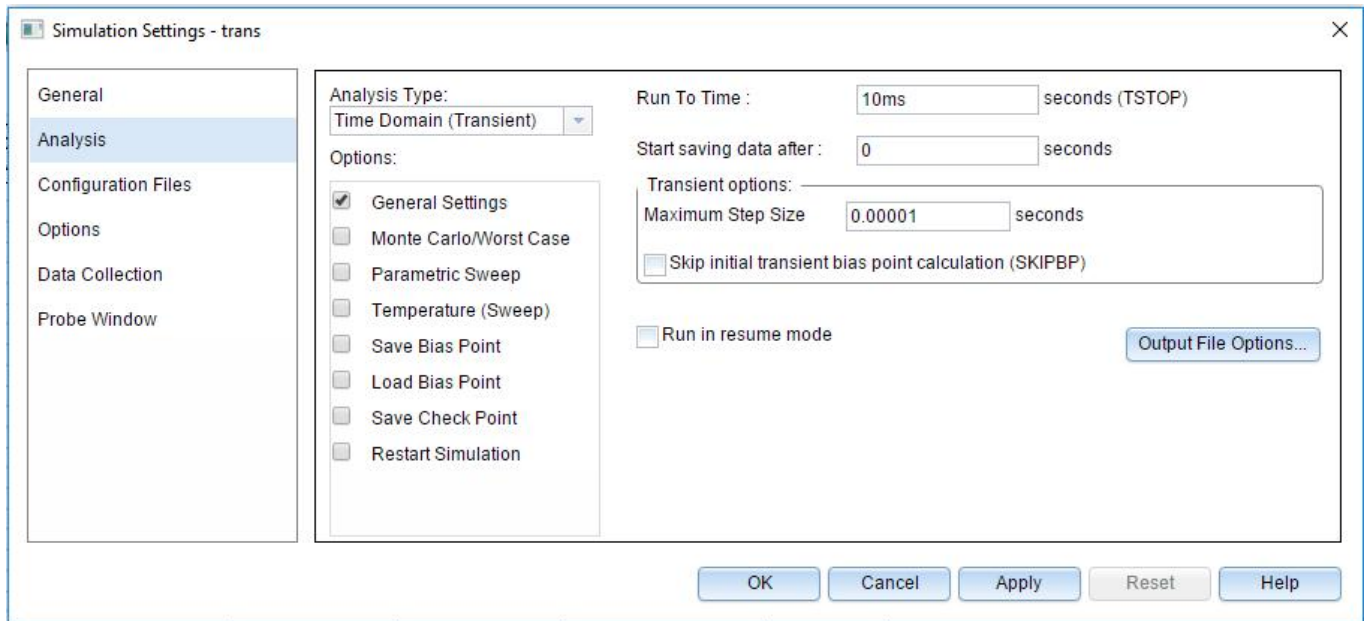 Simulation Settings - trans
General
Analysis
Configuration Files
Options
Data Collection
Probe Window
Analysis Type:
Time Domain (Transient)
Options:
General Settings
Monte Carlo/Worst Case
Parametric Sweep
Temperature (Sweep)
Save Bias Point
Load Bias Point
Save Check Point
Restart Simulation
Run To Time : 10ms seconds (TSTOP)
Start saving data after : 0 seconds
Transient options:
Maximum Step Size 0.00001 seconds
Skip initial transient bias point calculation (SKIPBP)
Run in resume mode
Output File Options...
OK Cancel Apply Reset Help